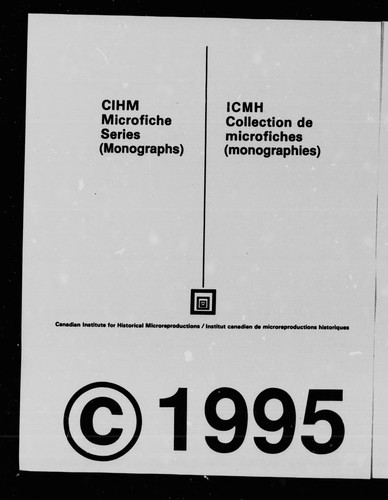 CIHM
Microfiche
Series
(Monographs)
ICMH
Collection de
microfiches
(monographies)
Canadian Institute for Historical Microreproductions / Institut canadien de microreproductions historiques
© 1995